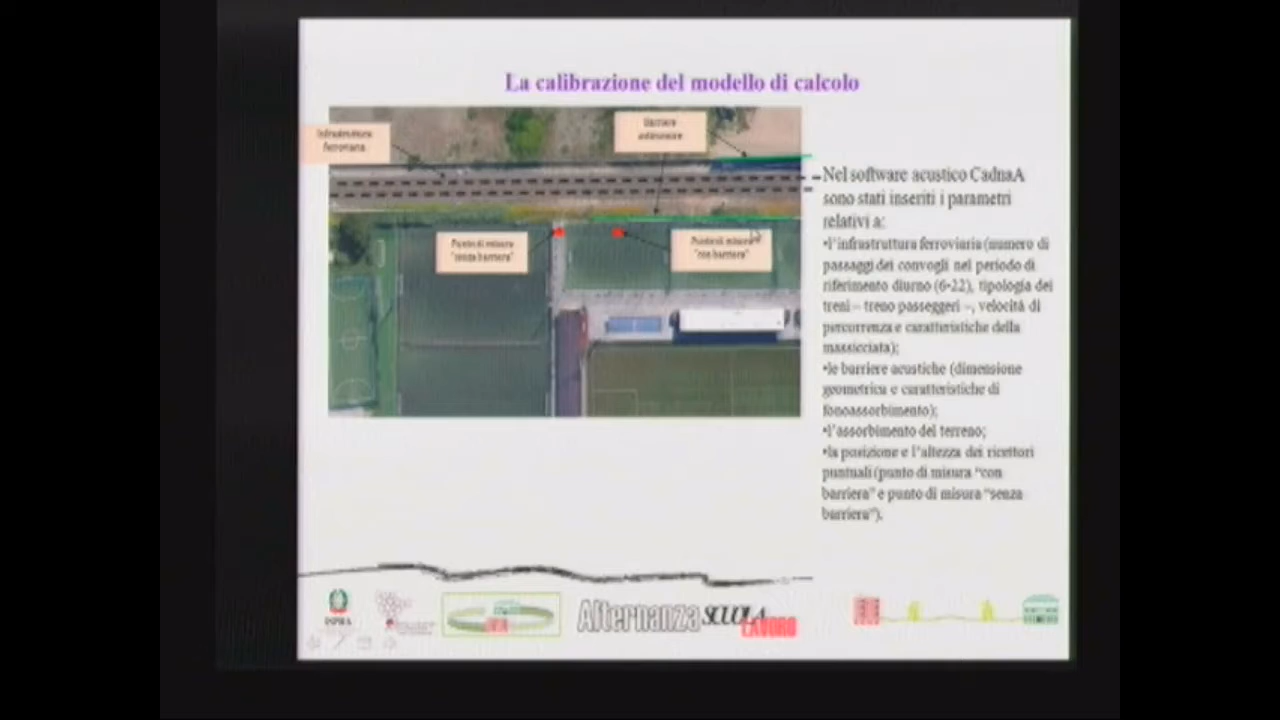 La calibrazione del modello di calcolo
Infrastruttura
ferroviaria
Barriere
antirumore
Punto di misura
"senza barriera"
Punto di misura
"con barriera"
Nel software acustico CadnaA
sono stati inseriti i parametri
relativi a:
•l'infrastruttura ferroviaria (numero di
passaggi dei convogli nel periodo di
riferimento diurno (6-22), tipologia dei
treni – treno passeggeri –, velocità di
percorrenza e caratteristiche della
massicciata);
•le barriere acustiche (dimensione
geometrica e caratteristiche di
fonoassorbimento);
•l'assorbimento del terreno;
•la posizione e l'altezza dei ricettori
puntuali (punto di misura "con
barriera" e punto di misura "senza
barriera").
ISPRA
Alternanza SCUOLA
LAVORO